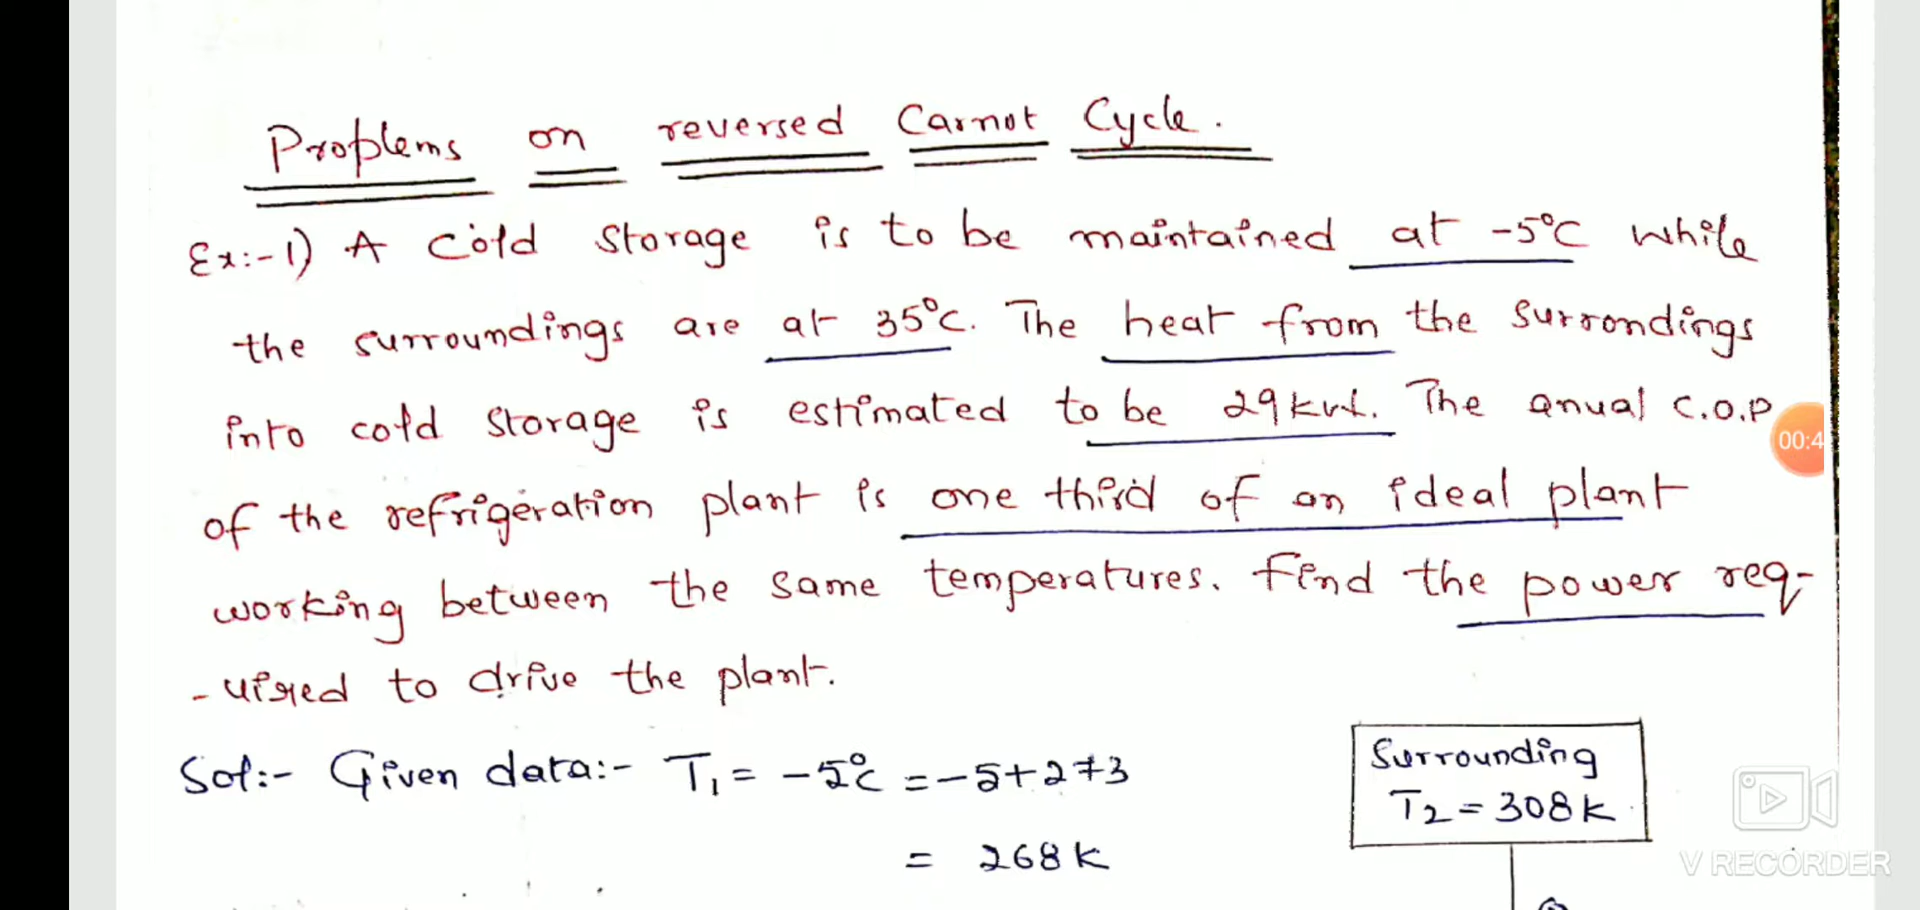 Problems on reversed Carnot Cycle.
Ex:-1) A cold storage is to be maintained at -5°C while
the surroundings are at 35°C. The heat from the surrondings
into cold storage is estimated to be 29kw. The anual C.O.P
of the refrigeration plant is one third of an ideal plant
working between the same temperatures. Find the power req-
-uired to drive the plant.
Sol:- Given data:- T₁ = -5°C = -5+273
= 268 K
Surrounding
T₂ = 308 K
00:4
V RECORDER